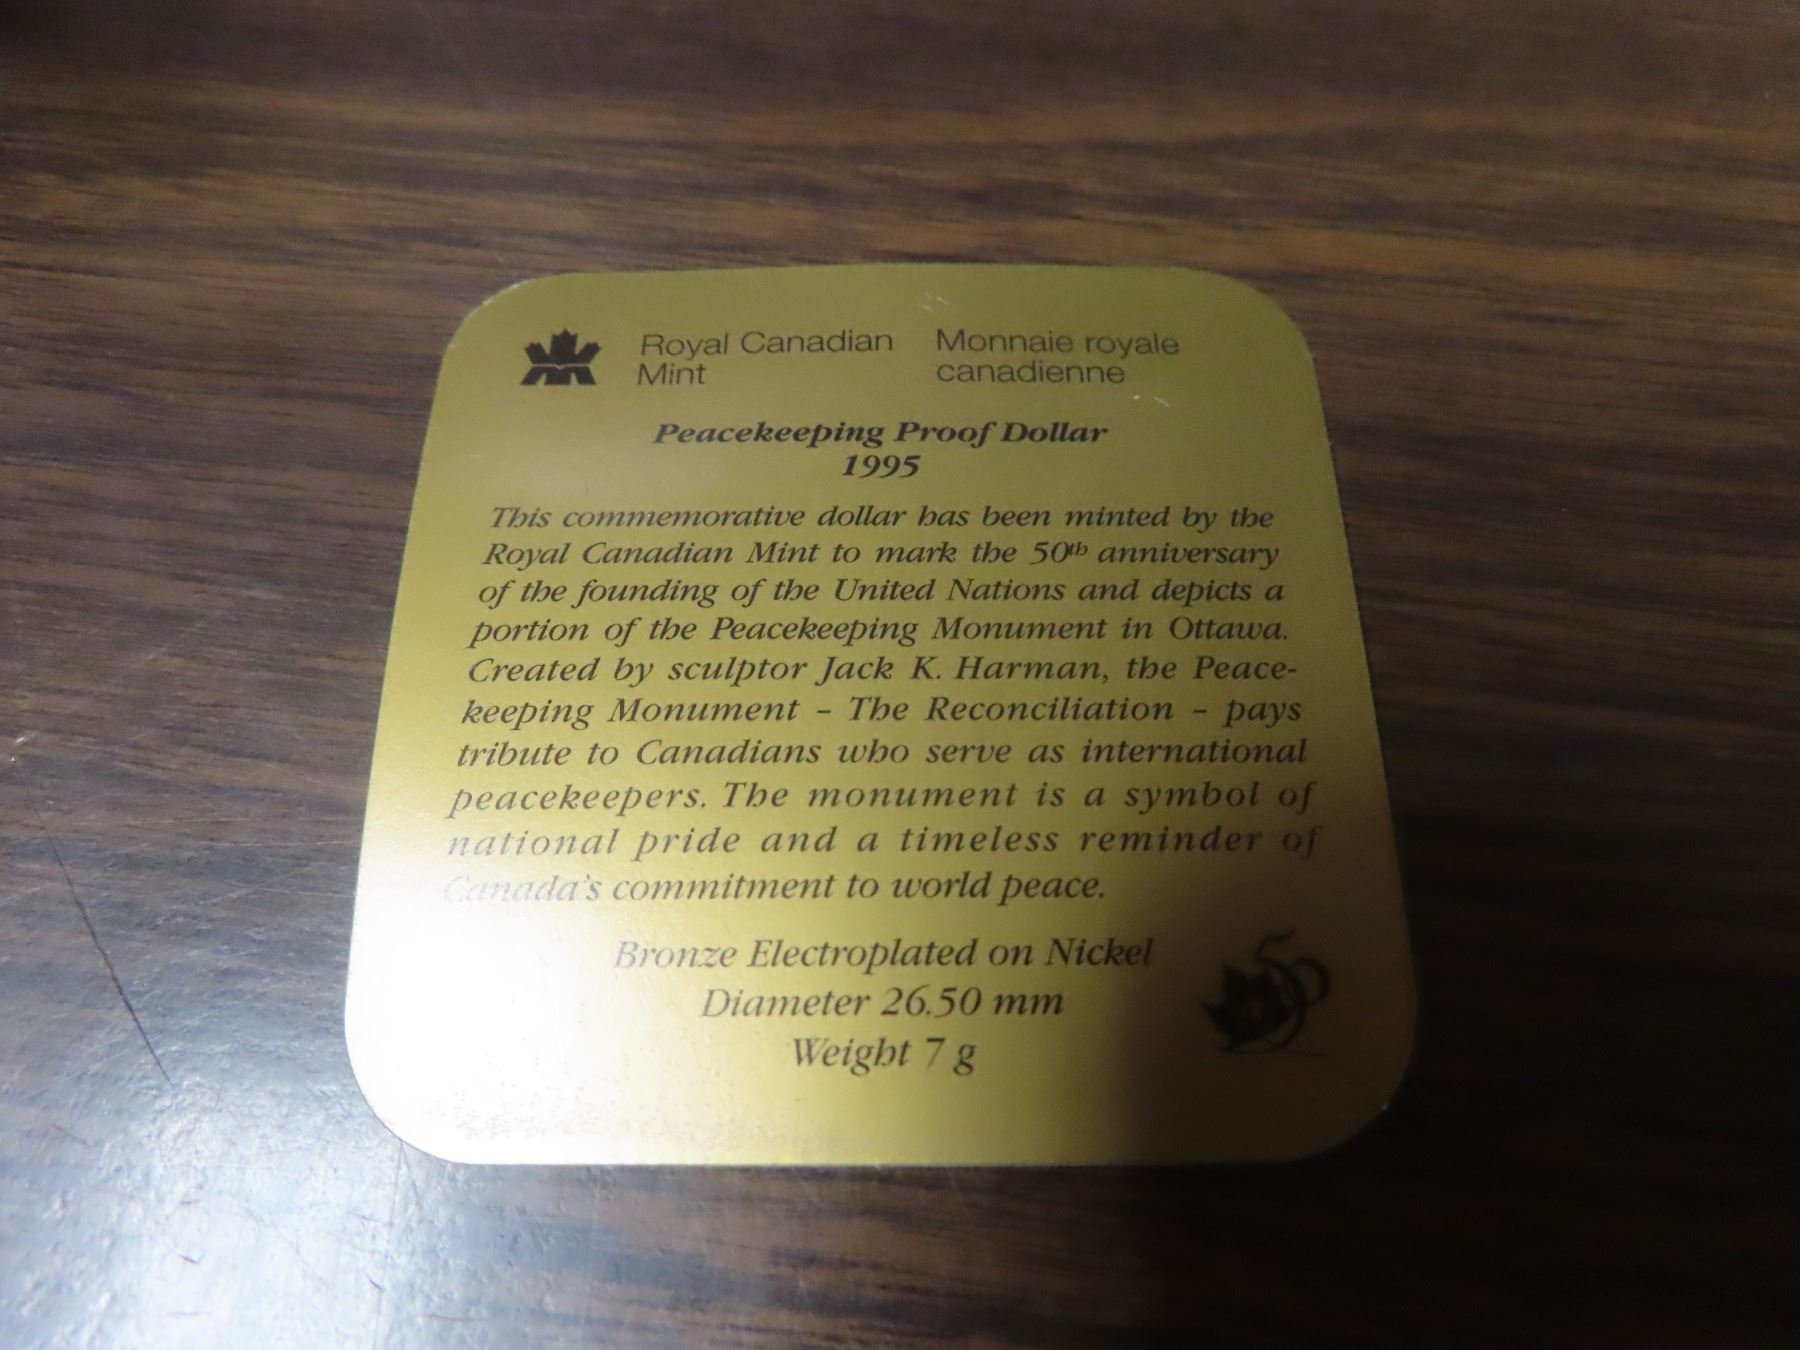 Royal Canadian Mint
Monnaie royale canadienne
Peacekeeping Proof Dollar
1995
This commemorative dollar has been minted by the
Royal Canadian Mint to mark the 50th anniversary
of the founding of the United Nations and depicts a
portion of the Peacekeeping Monument in Ottawa.
Created by sculptor Jack K. Harman, the Peace-
keeping Monument – The Reconciliation – pays
tribute to Canadians who serve as international
peacekeepers. The monument is a symbol of
national pride and a timeless reminder of
Canada's commitment to world peace.
Bronze Electroplated on Nickel
Diameter 26.50 mm
Weight 7 g
50